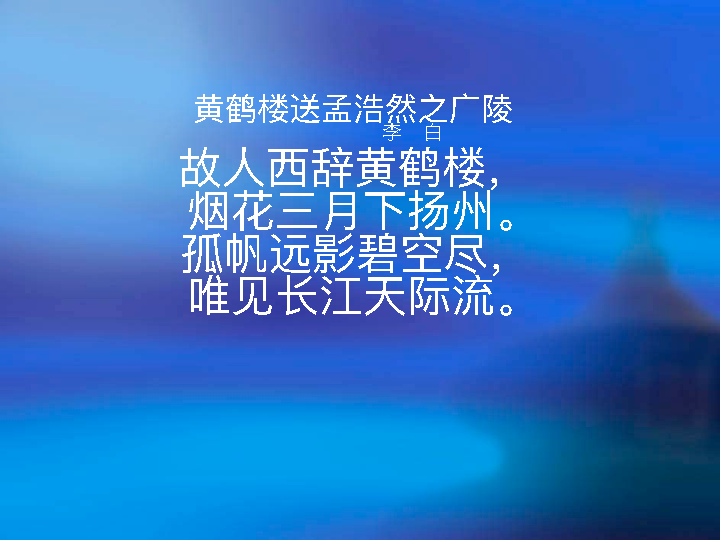 黄鹤楼送孟浩然之广陵
李 白
故人西辞黄鹤楼，
烟花三月下扬州。
孤帆远影碧空尽，
唯见长江天际流。